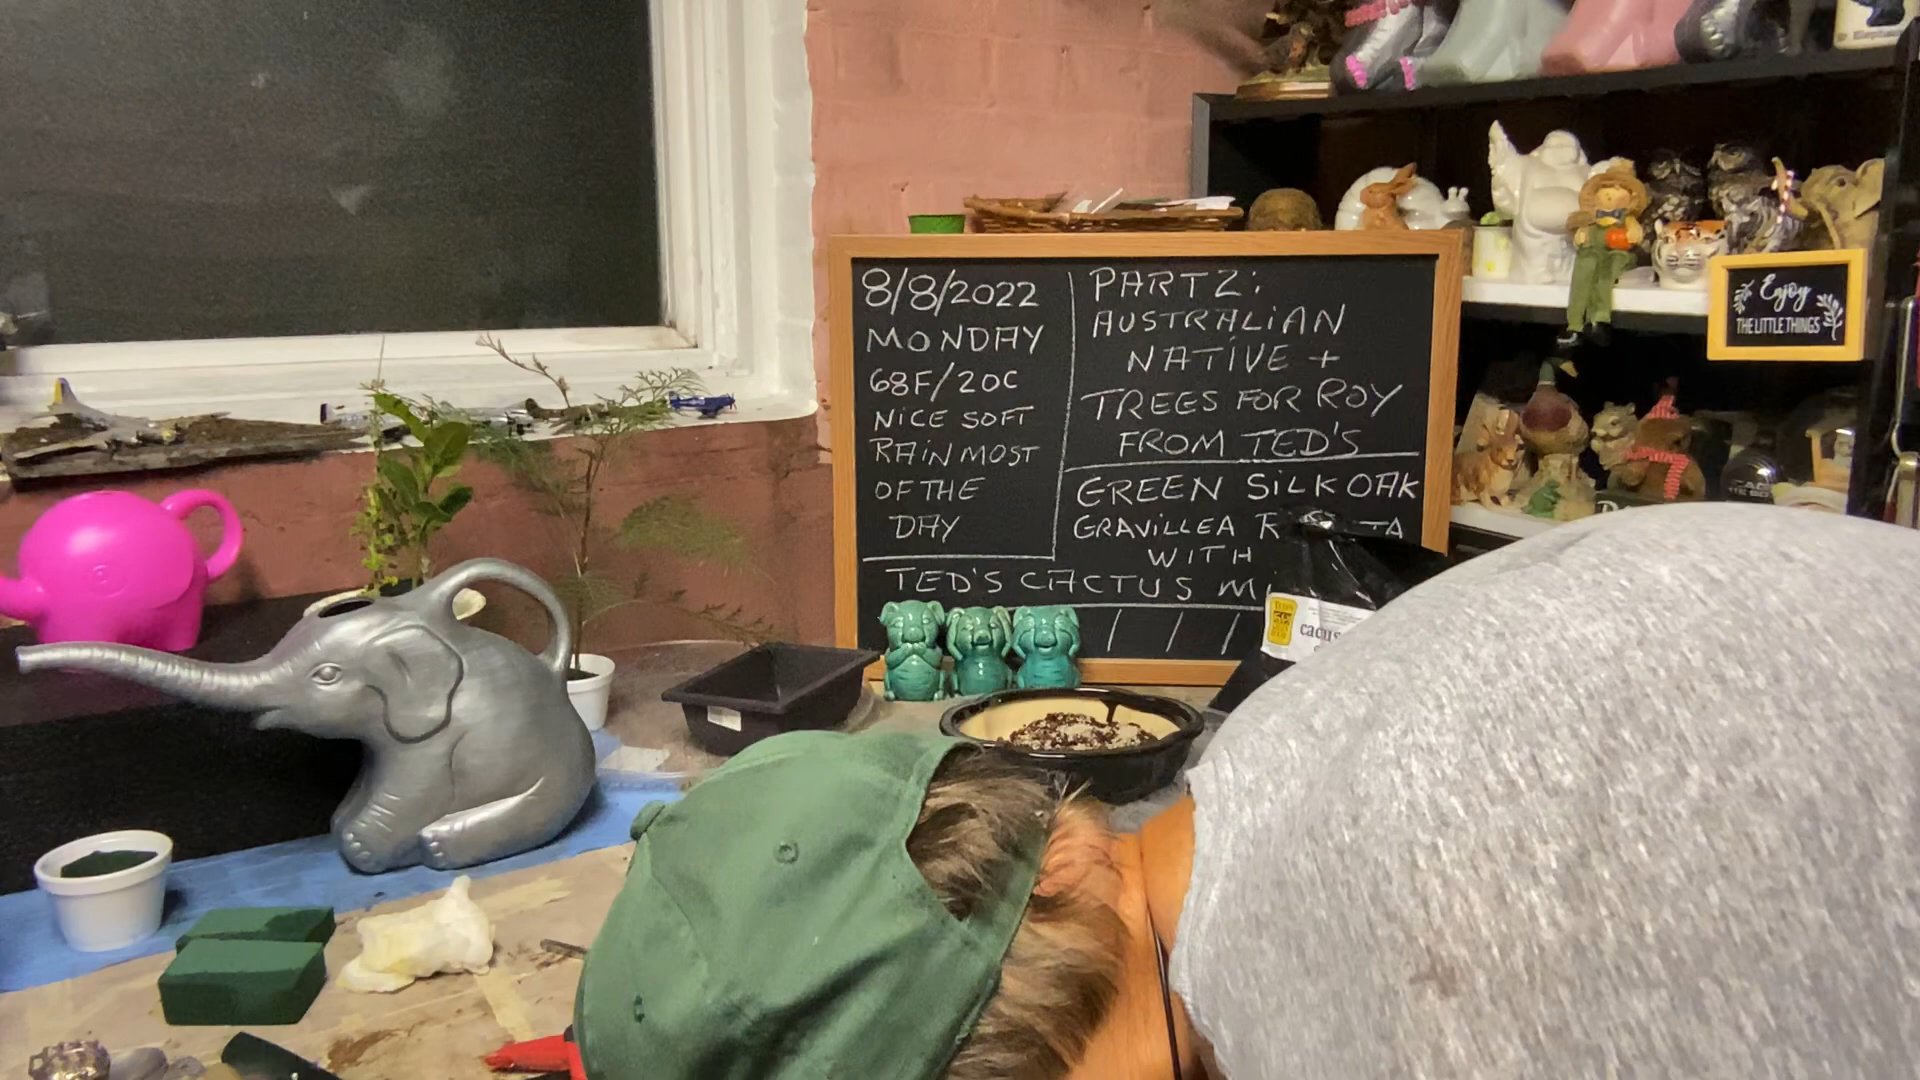 8/8/2022
MONDAY
68F/20C
NICE SOFT
RAIN MOST
OF THE
DAY
PART 2:
AUSTRALIAN
NATIVE +
TREES FOR ROY
FROM TED'S
GREEN SILK OAK
GRAVILLEA
WITH
TED'S CACTUS
Enjoy
THE LITTLE THINGS